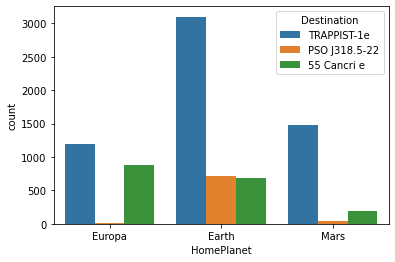 Destination
TRAPPIST-1e
PSO J318.5-22
55 Cancri e
3000
2500
2000
1500
1000
500
0
count
Europa Earth Mars
HomePlanet